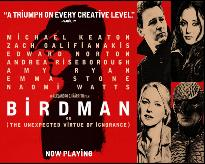 "A TRIUMPH ON EVERY CREATIVE LEVEL."
MICHAEL KEATON
ZACH GALIFIANAKIS
EDWARD NORTON
ANDREA RISEBOROUGH
AMY RYAN
EMMA STONE
NAOMI WATTS
BIRDMAN
OR
(THE UNEXPECTED VIRTUE OF IGNORANCE)
NOW PLAYING